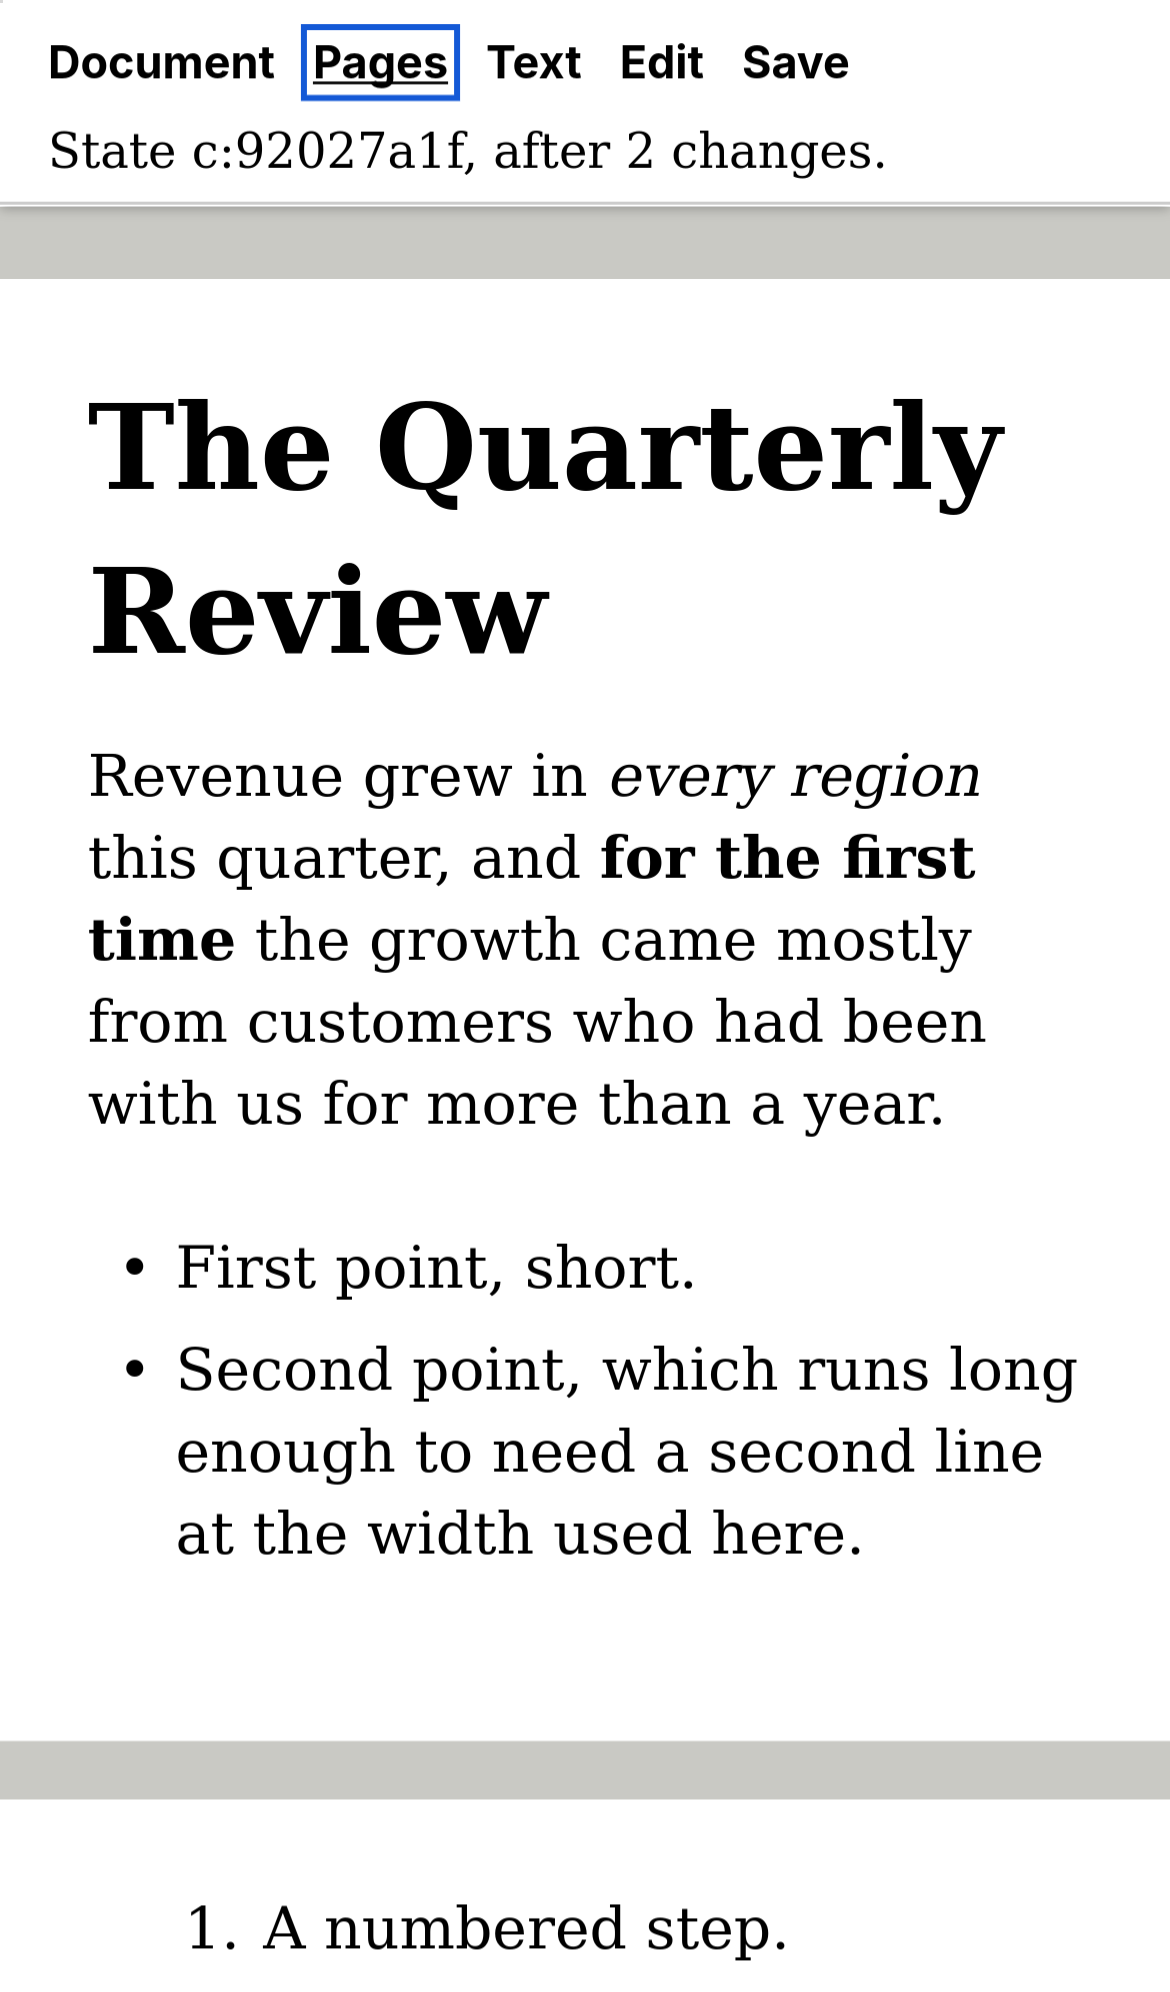 Document Pages Text Edit Save
State c:92027a1f, after 2 changes.
The Quarterly
Review
Revenue grew in every region
this quarter, and for the first
time the growth came mostly
from customers who had been
with us for more than a year.
• First point, short.
• Second point, which runs long
enough to need a second line
at the width used here.
1. A numbered step.